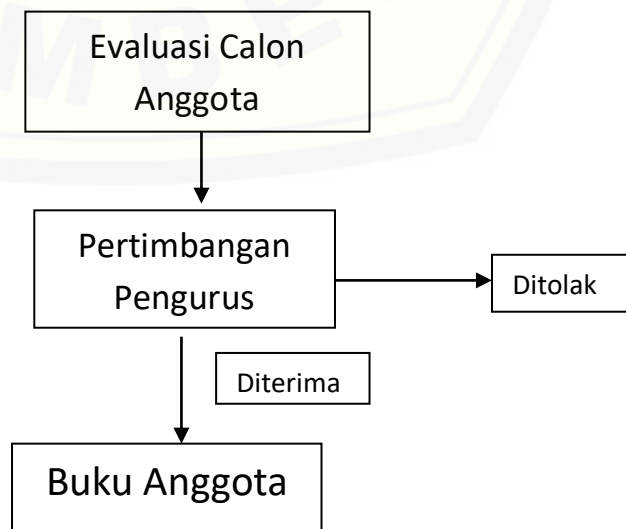 Evaluasi Calon
Anggota
Pertimbangan
Pengurus
Ditolak
Diterima
Buku Anggota